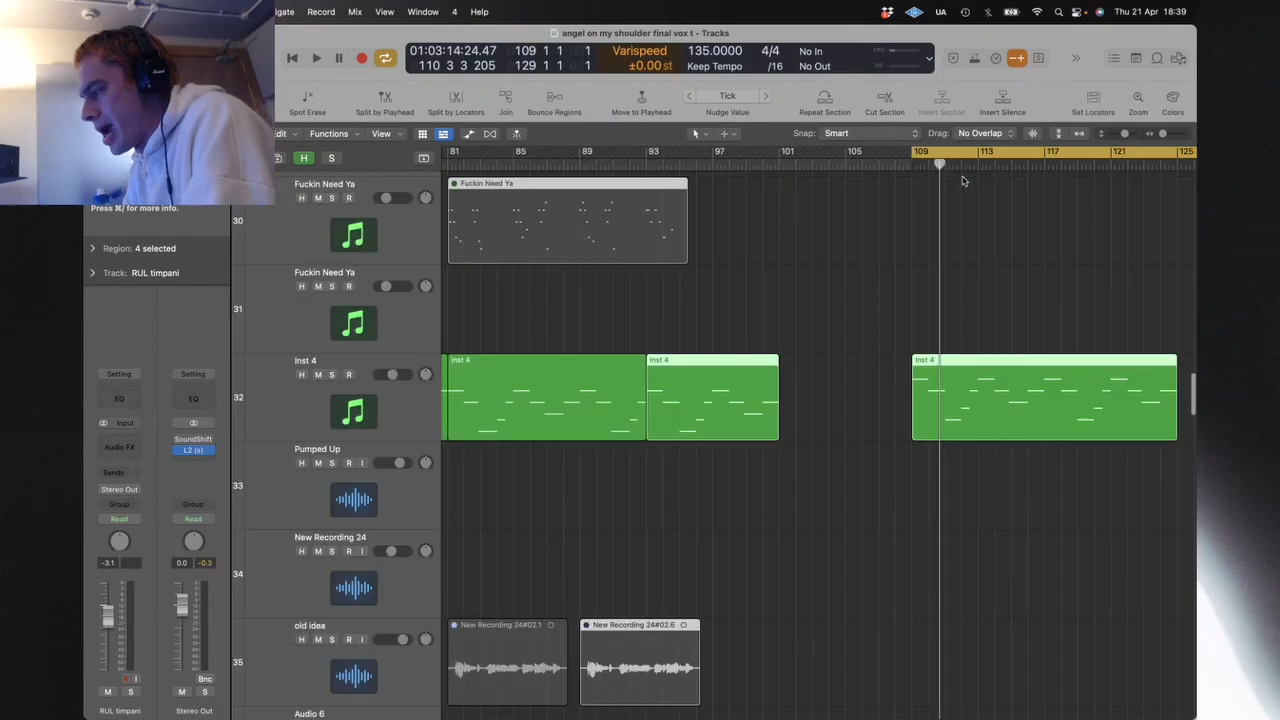 igate Record Mix View Window 4 Help
UA Thu 21 Apr 18:39
angel on my shoulder final vox t - Tracks
01:03:14:24.47 109 1 1 Varispeed 135.0000 4/4 No In CPU
110 3 3 205 129 1 1 ±0.00 st Keep Tempo /16 No Out
Tick
Spot Erase Split by Playhead Split by Locators Join Bounce Regions Move to Playhead Nudge Value Repeat Section Cut Section Insert Section Insert Silence Set Locators Zoom Colors
dit Functions View Snap: Smart Drag: No Overlap
H S 81 85 89 93 97 101 105 109 113 117 121 125
Fuckin Need Ya
H M S R
30
Fuckin Need Ya
Press ⌘/ for more info.
Region: 4 selected
Track: RUL timpani
Fuckin Need Ya
H M S R
31
Inst 4
H M S R
32
Inst 4 Inst 4 Inst 4
Setting Setting
EQ EQ
Input
Audio FX
SoundShift
L2 (s)
Sends
Stereo Out
Group Group
Read Read
-3.1 0.0 -0.3
Pumped Up
H M S R I
33
New Recording 24
H M S R I
34
old idea
H M S R I
35
New Recording 24#02.1 New Recording 24#02.6
I Bnc
M S M S
RUL timpani Stereo Out
Audio 6